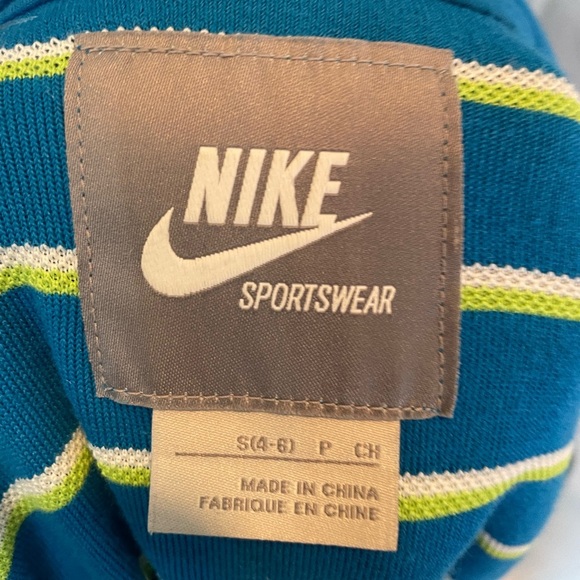 NIKE
SPORTSWEAR
S(4-6) P CH
MADE IN CHINA
FABRIQUE EN CHINE